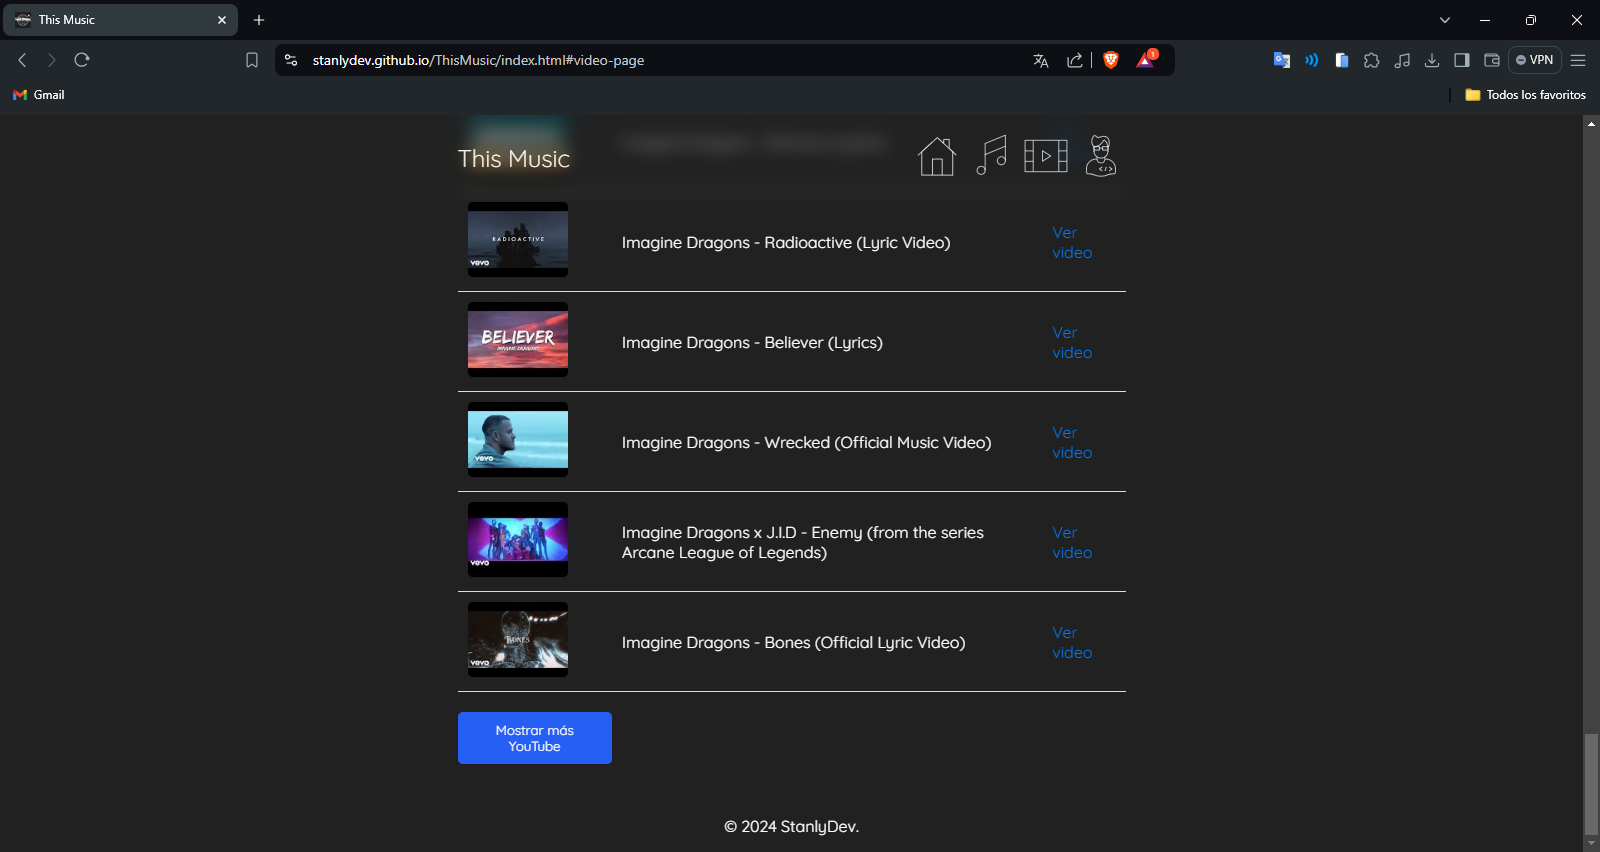 This Music
stanlydev.github.io/ThisMusic/index.html#video-page
1
VPN
Gmail
Todos los favoritos
This Music
RADIOACTIVE
vevo
Imagine Dragons - Radioactive (Lyric Video)
Ver
video
BELIEVER
IMAGINE DRAGONS
Imagine Dragons - Believer (Lyrics)
Ver
video
vevo
Imagine Dragons - Wrecked (Official Music Video)
Ver
video
vevo
Imagine Dragons x J.I.D - Enemy (from the series
Arcane League of Legends)
Ver
video
BONES
vevo
Imagine Dragons - Bones (Official Lyric Video)
Ver
video
Mostrar más
YouTube
© 2024 StanlyDev.